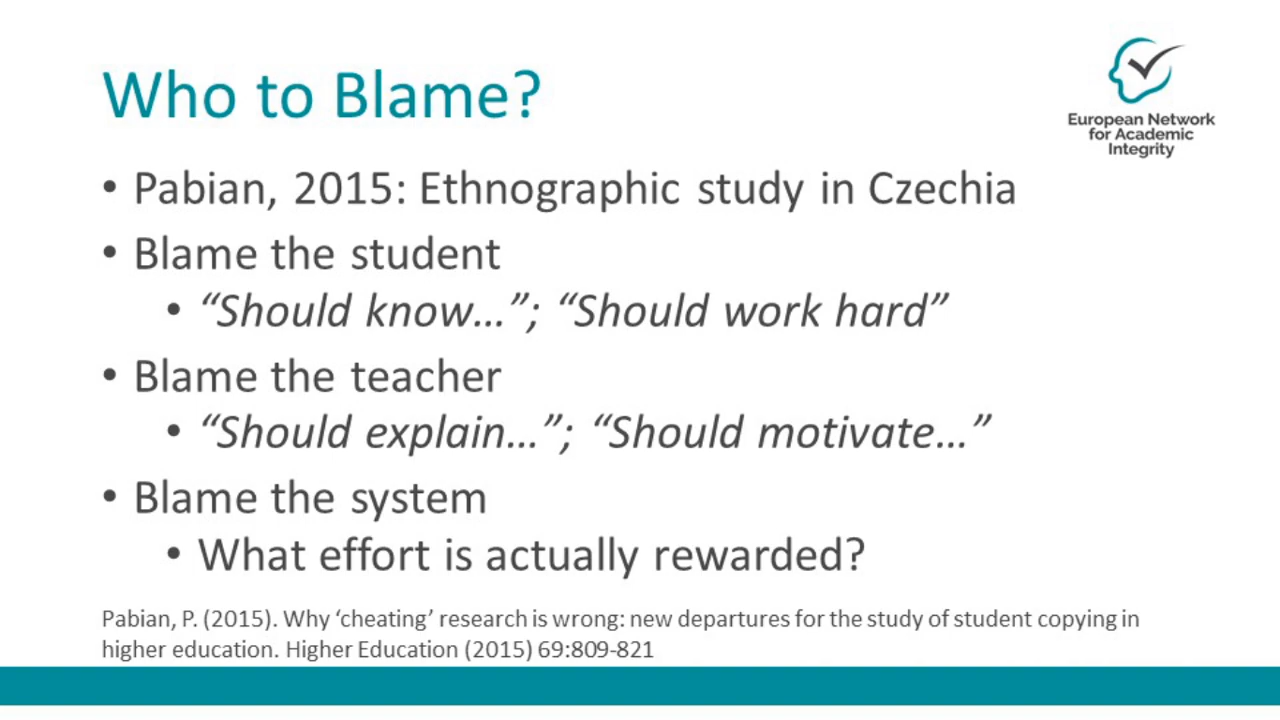 Who to Blame?
European Network
for Academic
Integrity
• Pabian, 2015: Ethnographic study in Czechia
• Blame the student
• “Should know…”; “Should work hard”
• Blame the teacher
• “Should explain…”; “Should motivate…”
• Blame the system
• What effort is actually rewarded?
Pabian, P. (2015). Why ‘cheating’ research is wrong: new departures for the study of student copying in
higher education. Higher Education (2015) 69:809-821